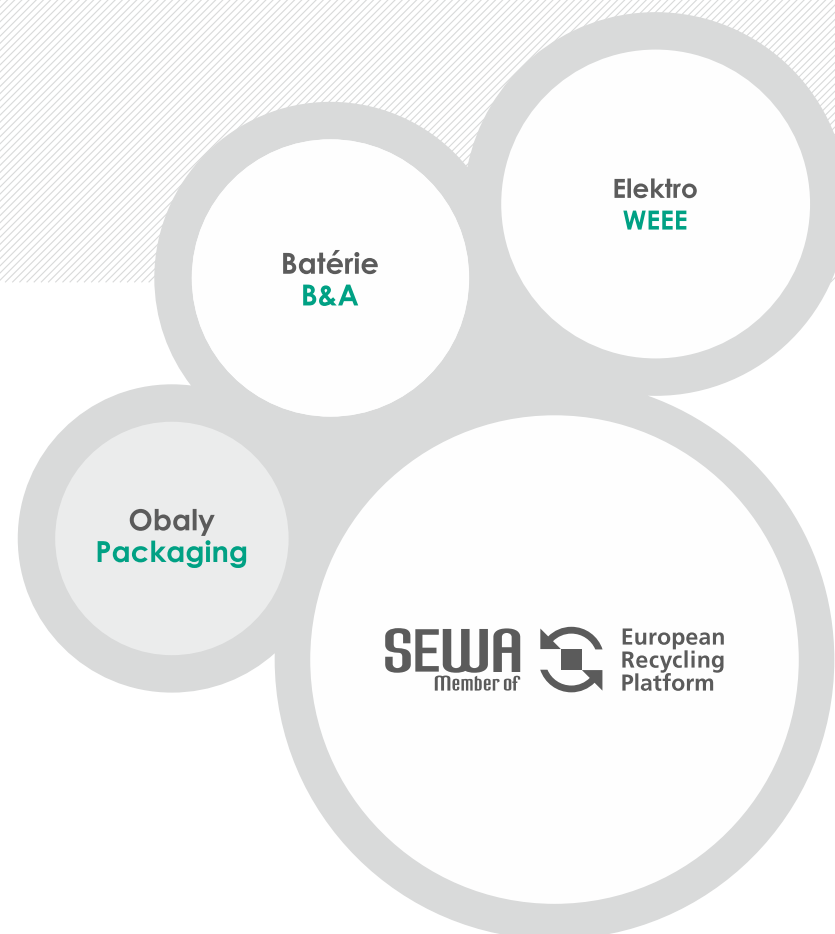 Elektro
WEEE
Batérie
B&A
Obaly
Packaging
SEWA
Member of
European
Recycling
Platform